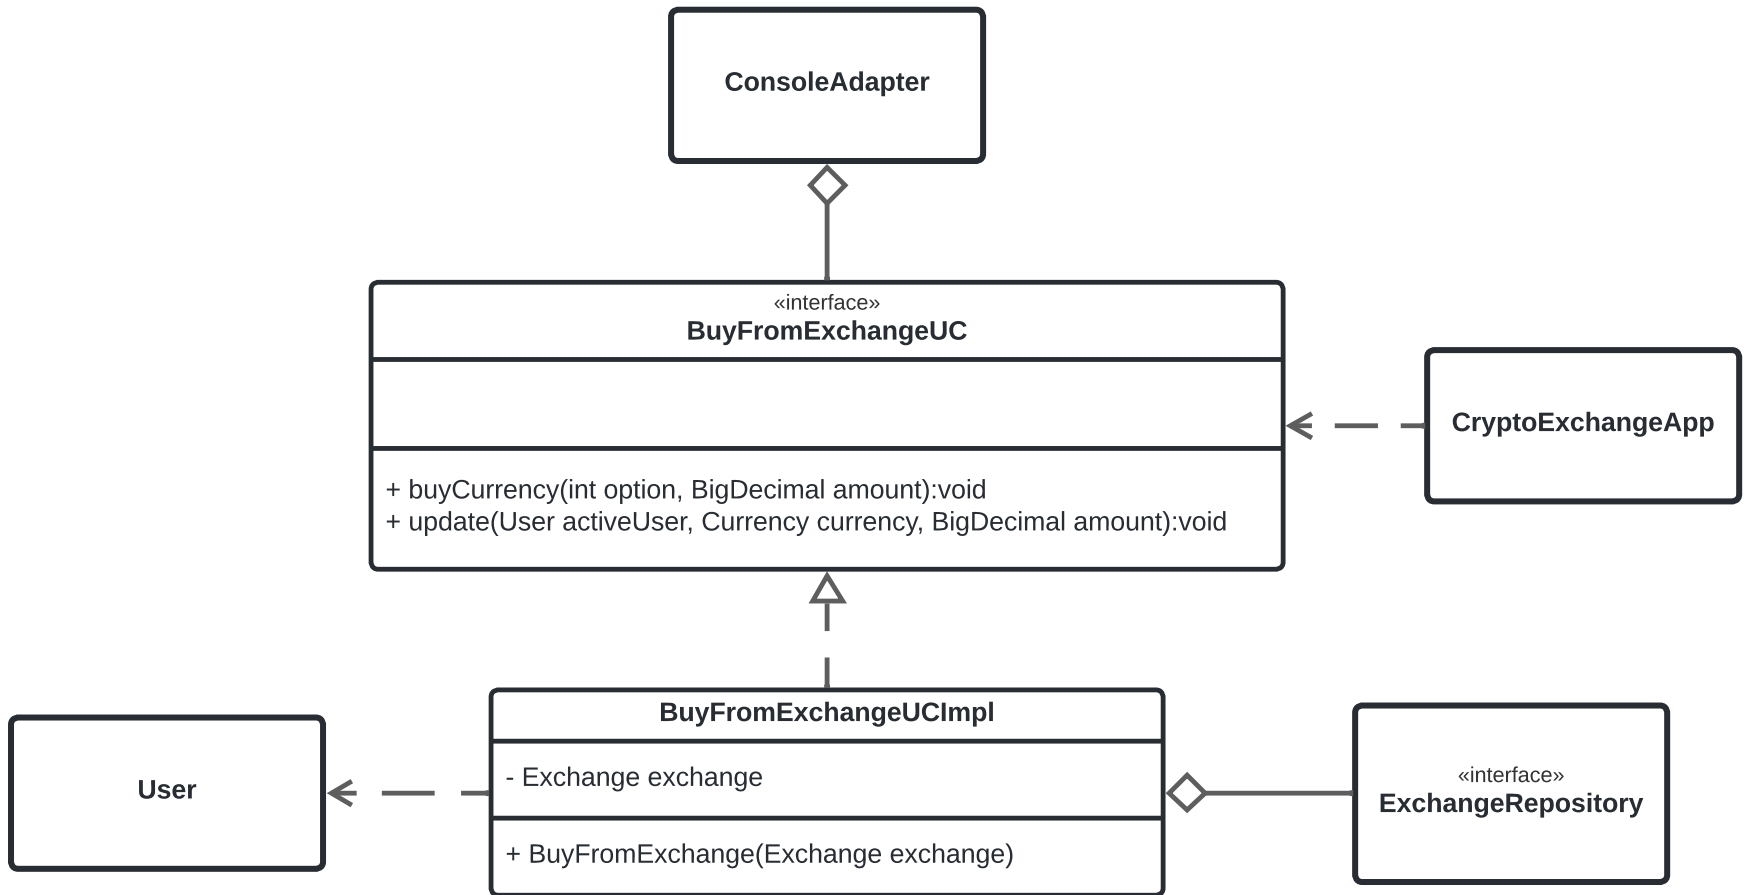 ConsoleAdapter
«interface»
BuyFromExchangeUC
+ buyCurrency(int option, BigDecimal amount):void
+ update(User activeUser, Currency currency, BigDecimal amount):void
CryptoExchangeApp
BuyFromExchangeUCImpl
- Exchange exchange
+ BuyFromExchange(Exchange exchange)
User
«interface»
ExchangeRepository